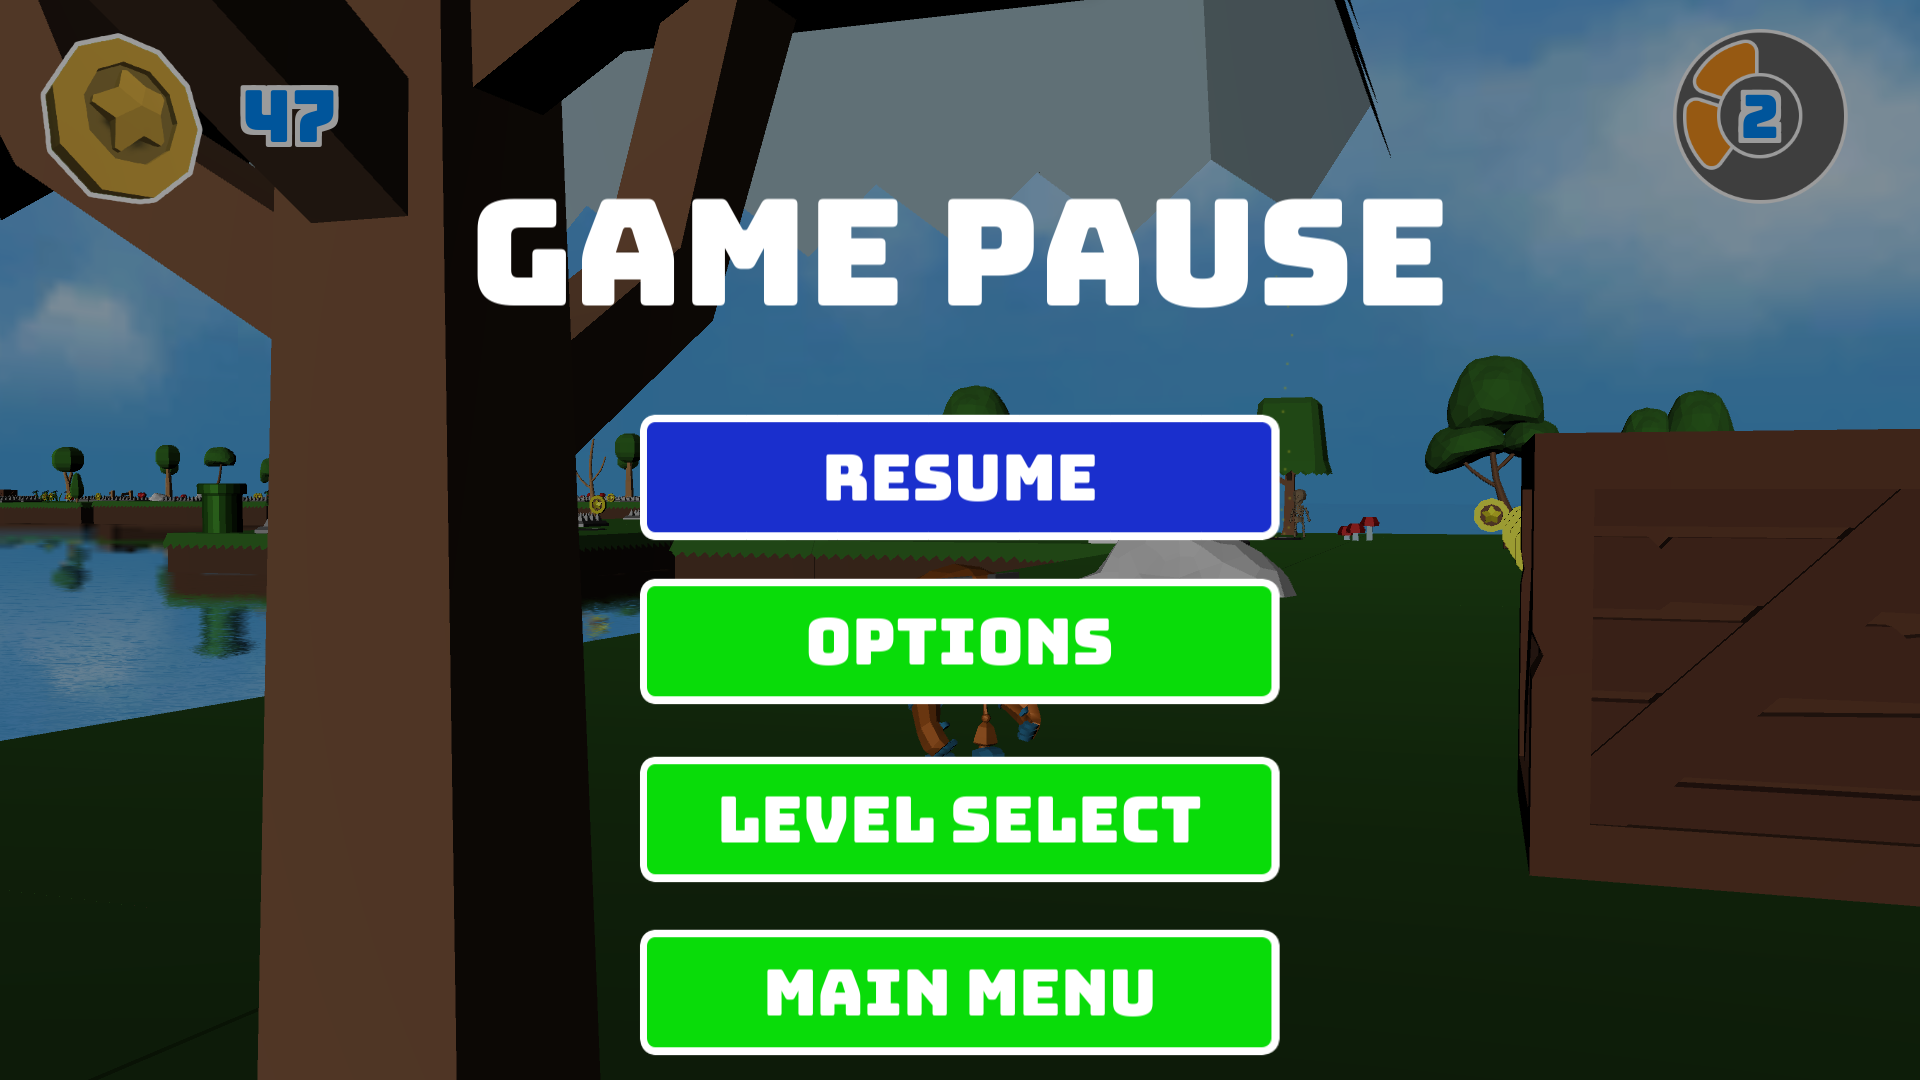 47
2
GAME PAUSE
RESUME
OPTIONS
LEVEL SELECT
MAIN MENU